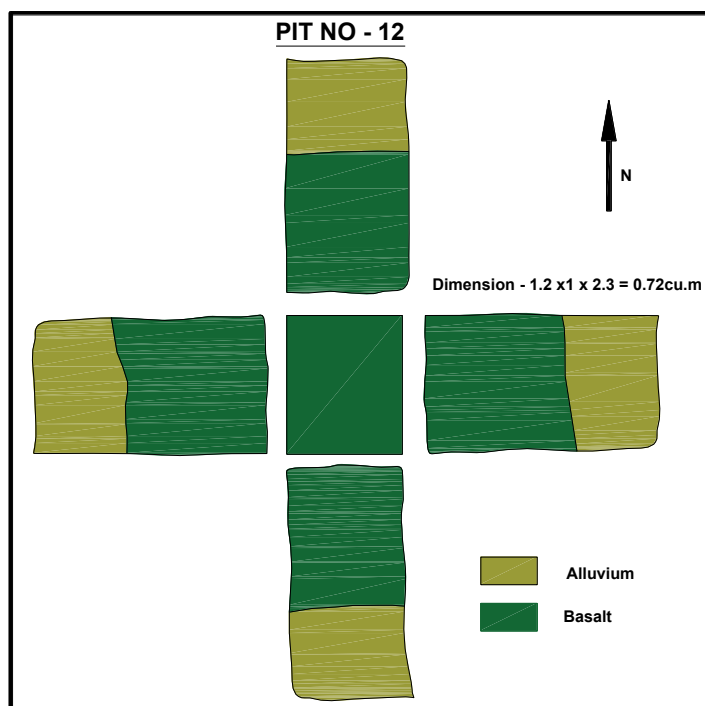 PIT NO - 12
N
Dimension - 1.2 x1 x 2.3 = 0.72cu.m
Alluvium
Basalt